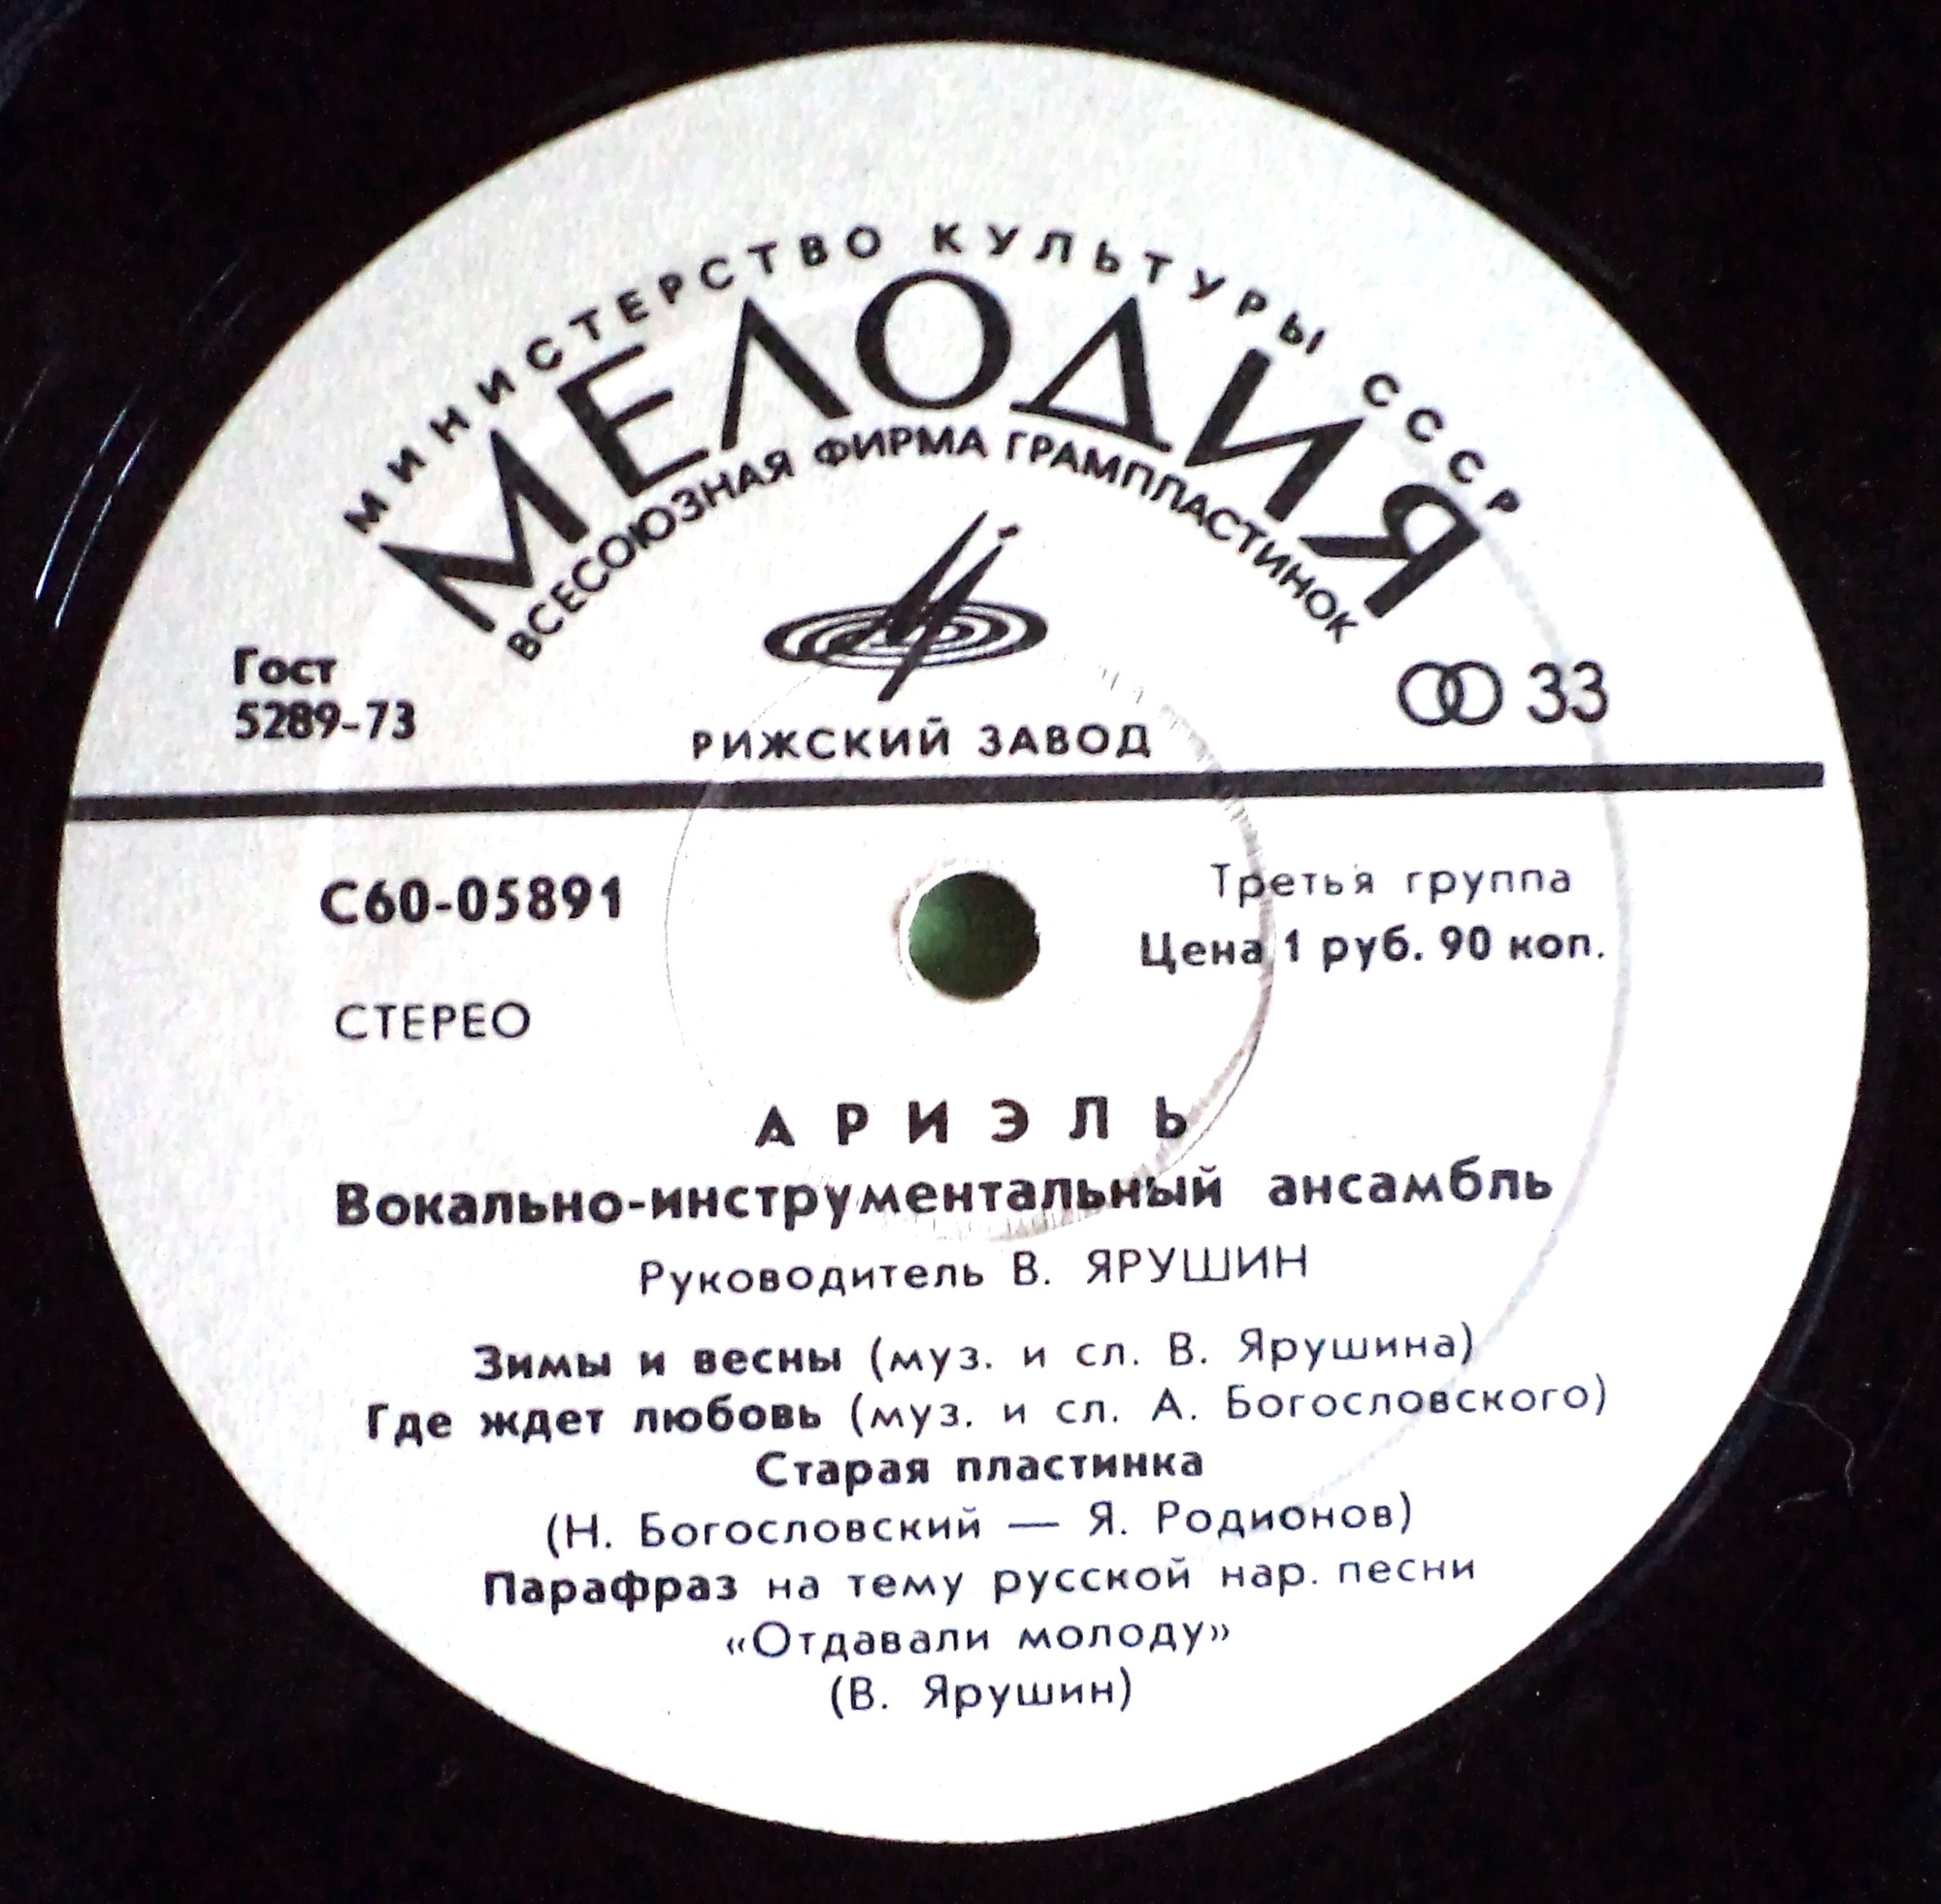 МИНИСТЕРСТВО КУЛЬТУРЫ СССР
МЕЛОДИЯ
ВСЕСОЮЗНАЯ ФИРМА ГРАМПЛАСТИНОК
Гост
5289-73
33
РИЖСКИЙ ЗАВОД
С60-05891
Третья группа
Цена 1 руб. 90 коп.
СТЕРЕО
АРИЭЛЬ
Вокально-инструментальный ансамбль
Руководитель В. ЯРУШИН
Зимы и весны (муз. и сл. В. Ярушина)
Где ждет любовь (муз. и сл. А. Богословского)
Старая пластинка
(Н. Богословский — Я. Родионов)
Парафраз на тему русской нар. песни
«Отдавали молоду»
(В. Ярушин)